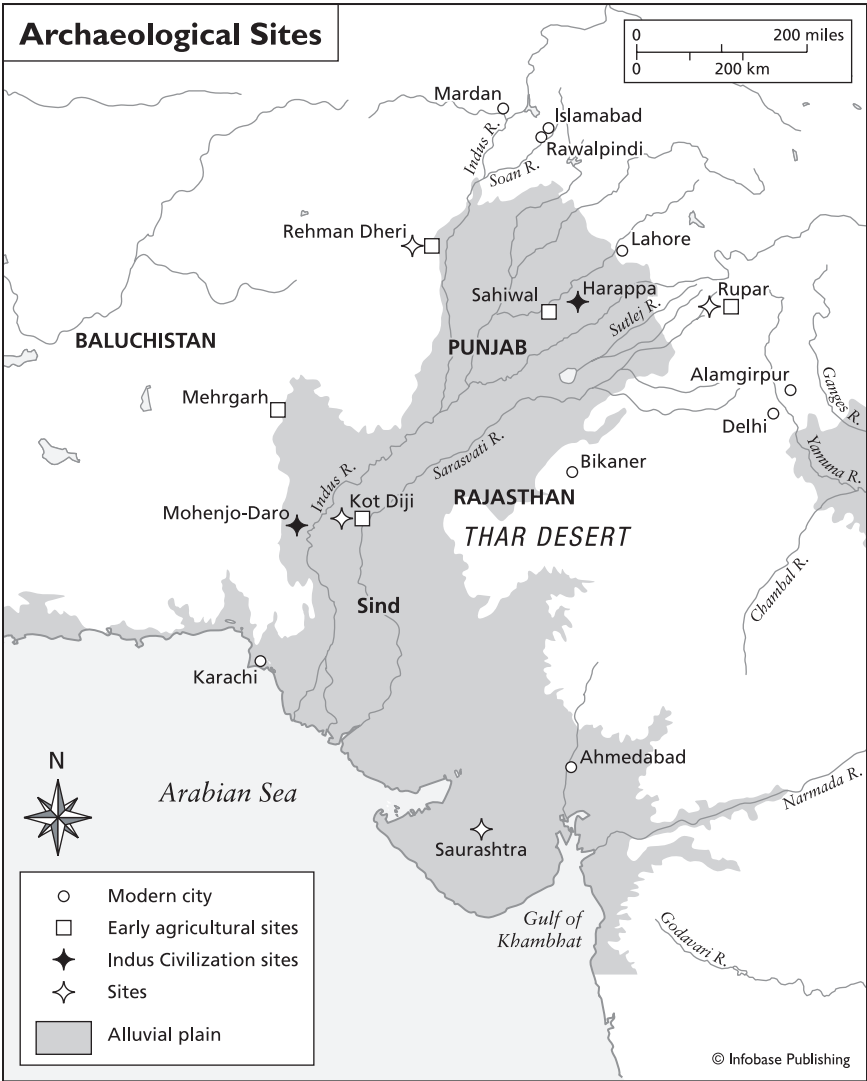 Archaeological Sites
0 200 miles
0 200 km
Mardan
Islamabad
Rawalpindi
Indus R.
Soan R.
Rehman Dheri
Lahore
Sahiwal
Harappa
Rupar
Sutlej R.
BALUCHISTAN
PUNJAB
Alamgirpur
Mehrgarh
Delhi
Ganges R.
Yamuna R.
Sarasvati R.
Bikaner
Indus R.
Kot Diji
RAJASTHAN
Mohenjo-Daro
THAR DESERT
Chambal R.
Sind
Karachi
N
Ahmedabad
Arabian Sea
Narmada R.
Saurashtra
Gulf of
Khambhat
Godavari R.
Modern city
Early agricultural sites
Indus Civilization sites
Sites
Alluvial plain
© Infobase Publishing